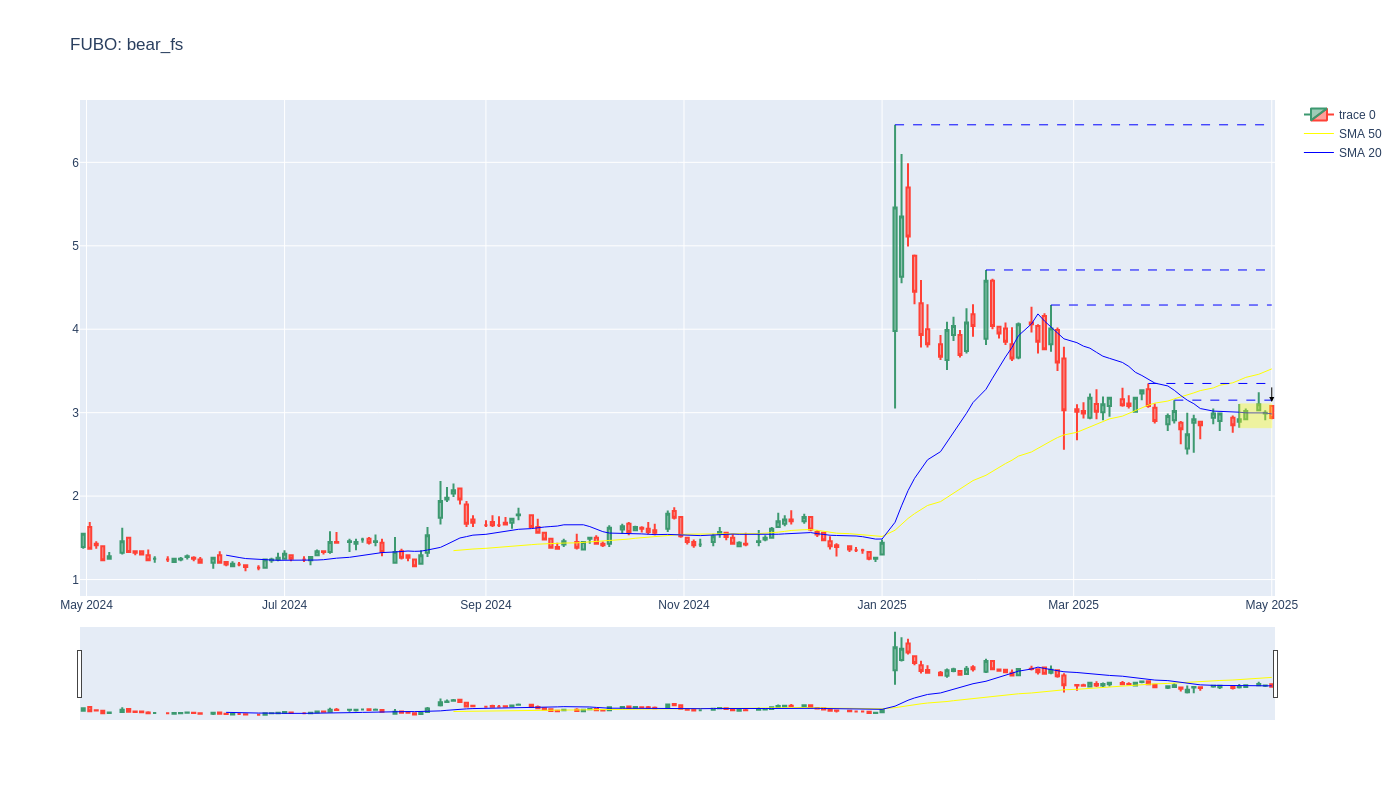 FUBO: bear_fs
trace 0
SMA 50
SMA 20
6
5
4
3
2
1
May 2024
Jul 2024
Sep 2024
Nov 2024
Jan 2025
Mar 2025
May 2025